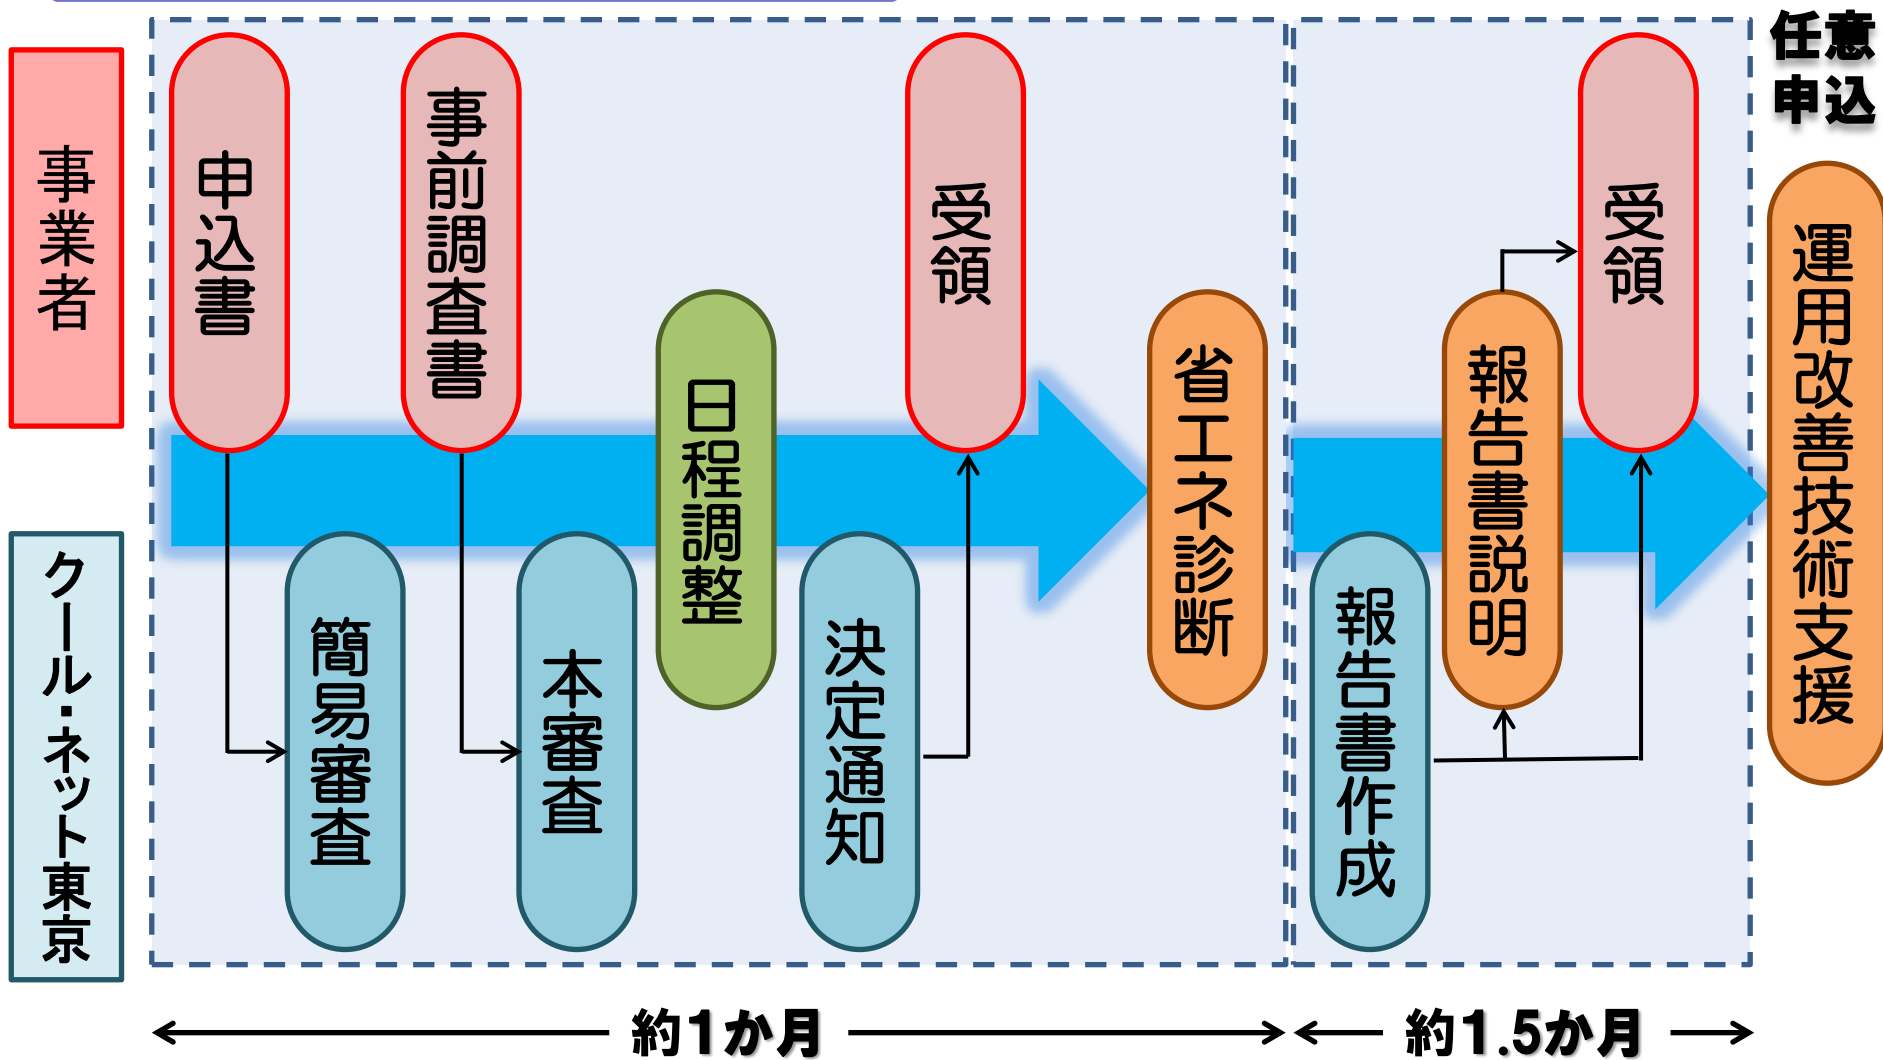 事業者
クール・ネット東京
申込書
簡易審査
事前調査書
本審査
日程調整
決定通知
受領
省エネ診断
報告書作成
報告書説明
受領
任意
申込
運用改善技術支援
約1か月
約1.5か月